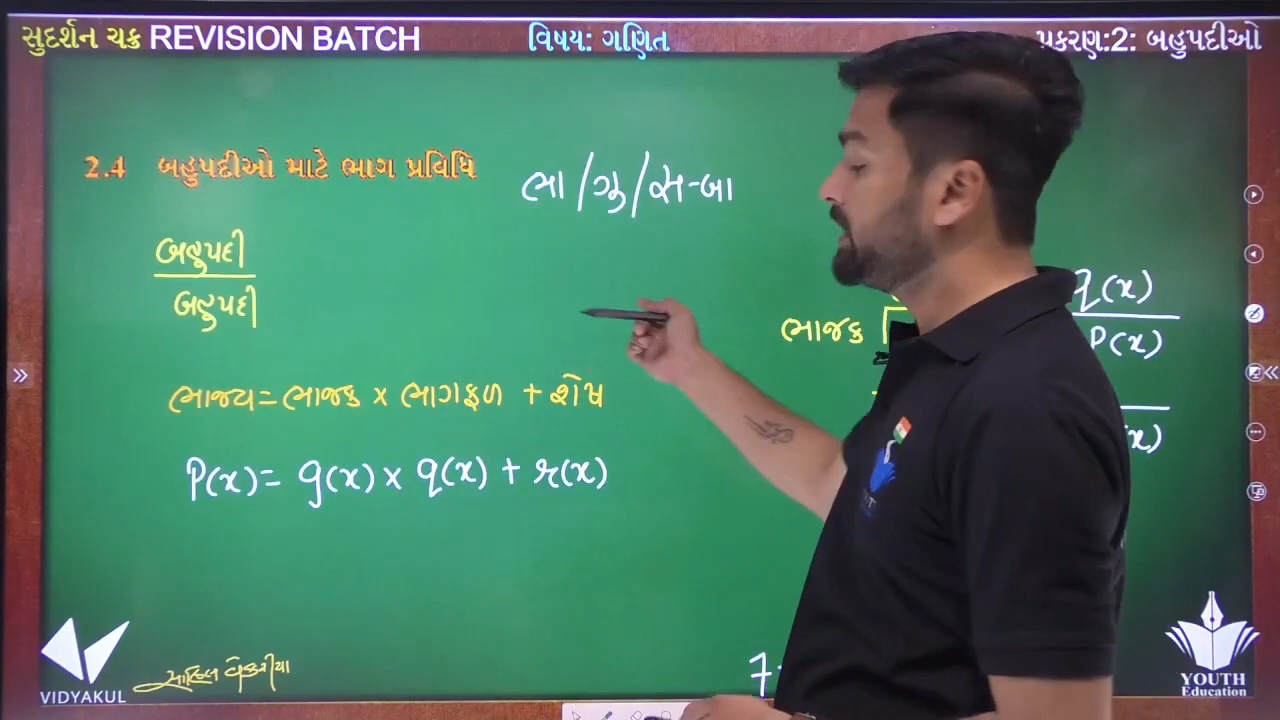 સુદર્શન ચક્ર REVISION BATCH
વિષય: ગણિત
પ્રકરણ:2: બહુપદીઓ
2.4 બહુપદીઓ માટે ભાગ પ્રવિધિ
ભા/ગુ/સ-બા
બહુપદી
બહુપદી
q(x)
ભાજક
P(x)
(x)
ભાજ્ય = ભાજક × ભાગફળ + શેષ
P(x) = g(x) × q(x) + r(x)
7
VIDYAKUL
YOUTH
Education